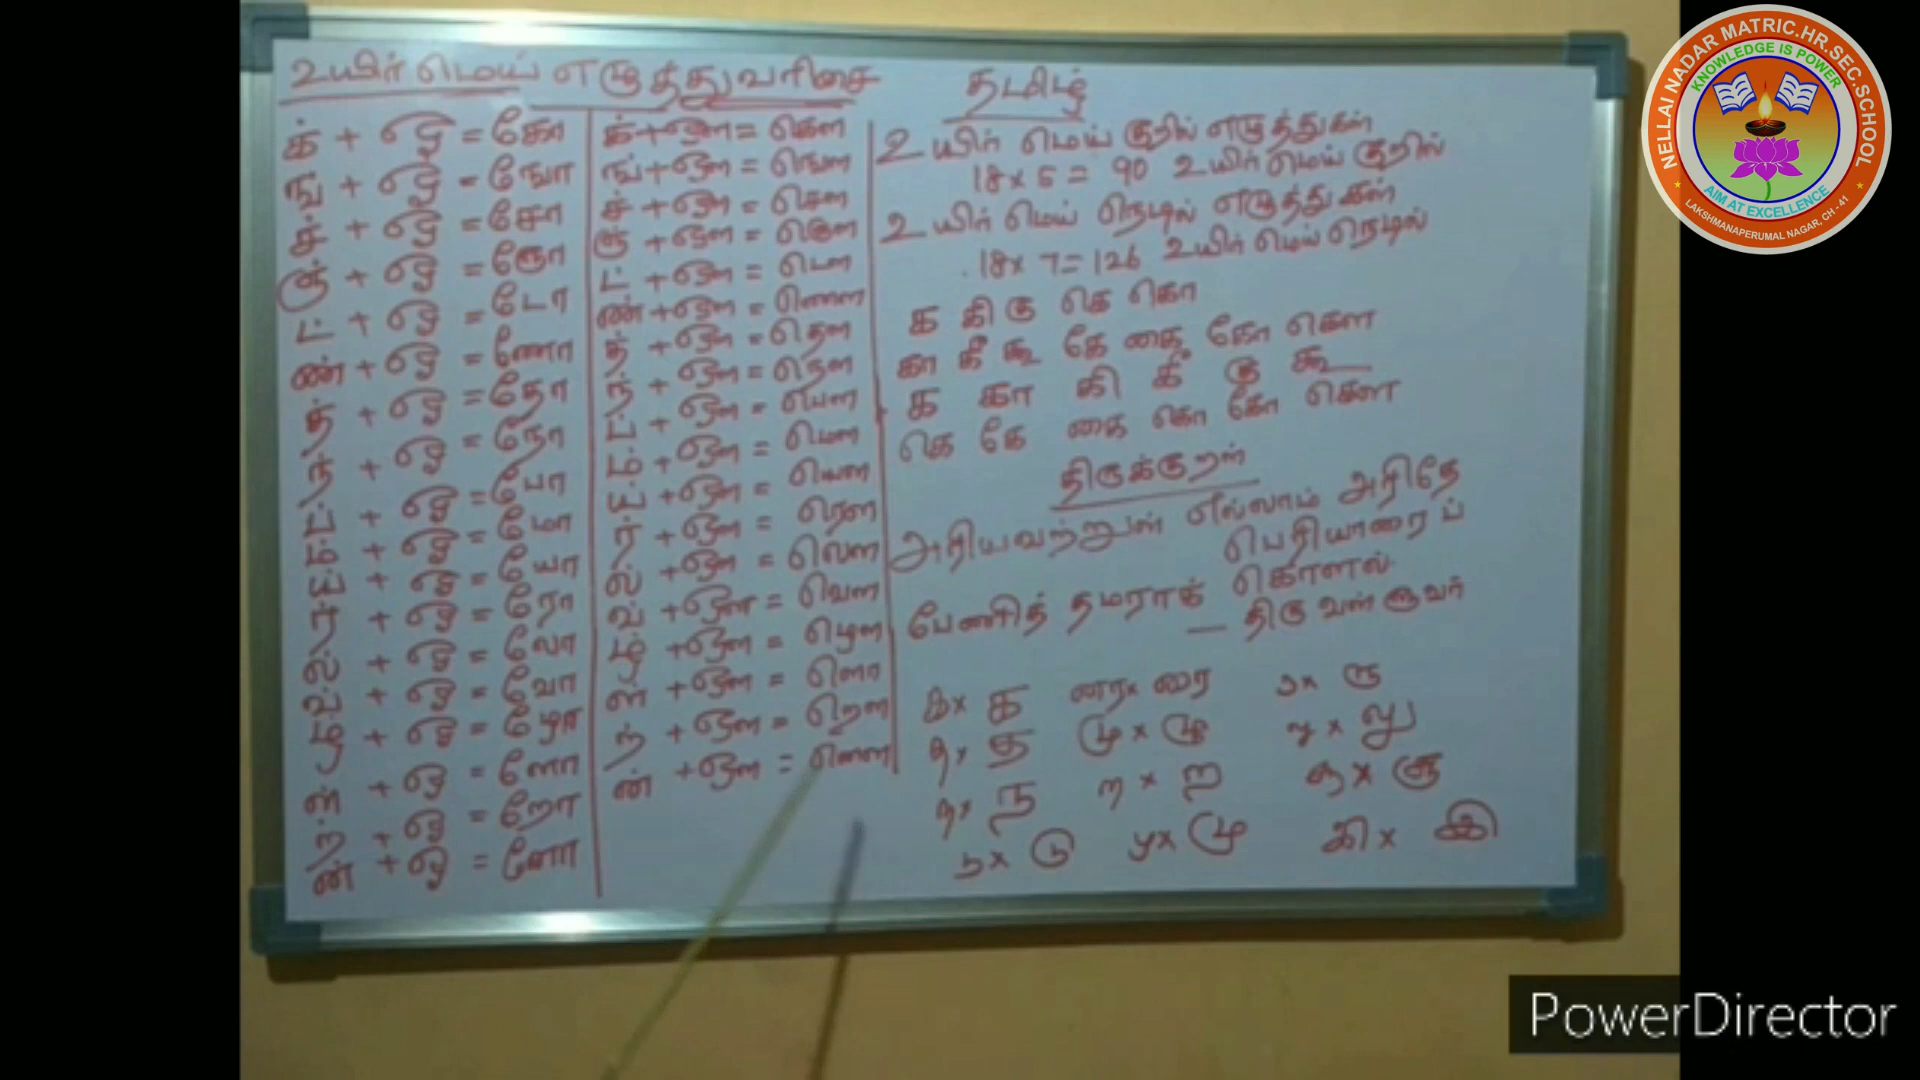 உயிர் மெய் எழுத்து வரிசை
க் + ஓ = கோ
ங் + ஓ = ஙோ
ச் + ஓ = சோ
ஞ் + ஓ = ஞோ
ட் + ஓ = டோ
ண் + ஓ = ணோ
த் + ஓ = தோ
ந் + ஓ = நோ
ப் + ஓ = போ
ம் + ஓ = மோ
ய் + ஓ = யோ
ர் + ஓ = ரோ
ல் + ஓ = லோ
வ் + ஓ = வோ
ழ் + ஓ = ழோ
ள் + ஓ = ளோ
ற் + ஓ = றோ
ன் + ஓ = னோ
க் + ஔ = கௌ
ங் + ஔ = ஙௌ
ச் + ஔ = சௌ
ஞ் + ஔ = ஞௌ
ட் + ஔ = டௌ
ண் + ஔ = ணௌ
த் + ஔ = தௌ
ந் + ஔ = நௌ
ப் + ஔ = பௌ
ம் + ஔ = மௌ
ய் + ஔ = யௌ
ர் + ஔ = ரௌ
ல் + ஔ = லௌ
வ் + ஔ = வௌ
ழ் + ஔ = ழௌ
ள் + ஔ = ளௌ
ற் + ஔ = றௌ
ன் + ஔ = னௌ
தமிழ்
உயிர் மெய் குறில் எழுத்துகள்
18 x 5 = 90 உயிர் மெய் குறில்
உயிர் மெய் நெடில் எழுத்துகள்
18 x 7 = 126 உயிர் மெய் நெடில்
க கி கு கெ கொ
கா கீ கூ கே கை கோ கௌ
க கா கி கீ கு கூ
கெ கே கை கொ கோ கௌ
திருக்குறள்
அரியவற்றுள் எல்லாம் அரிதே
பெரியாரைப்
பேணித் தமராக் கொளல்
— திருவள்ளுவர்
x க x ரு
x த x ழு x லு
x ந x ற x ஞ
x டு x மு கி x இ
NELLAI NADAR MATRIC.HR.SEC.SCHOOL
KNOWLEDGE IS POWER
AIM AT EXCELLENCE
LAKSHMANAPERUMAL NAGAR, CH - 41
PowerDirector